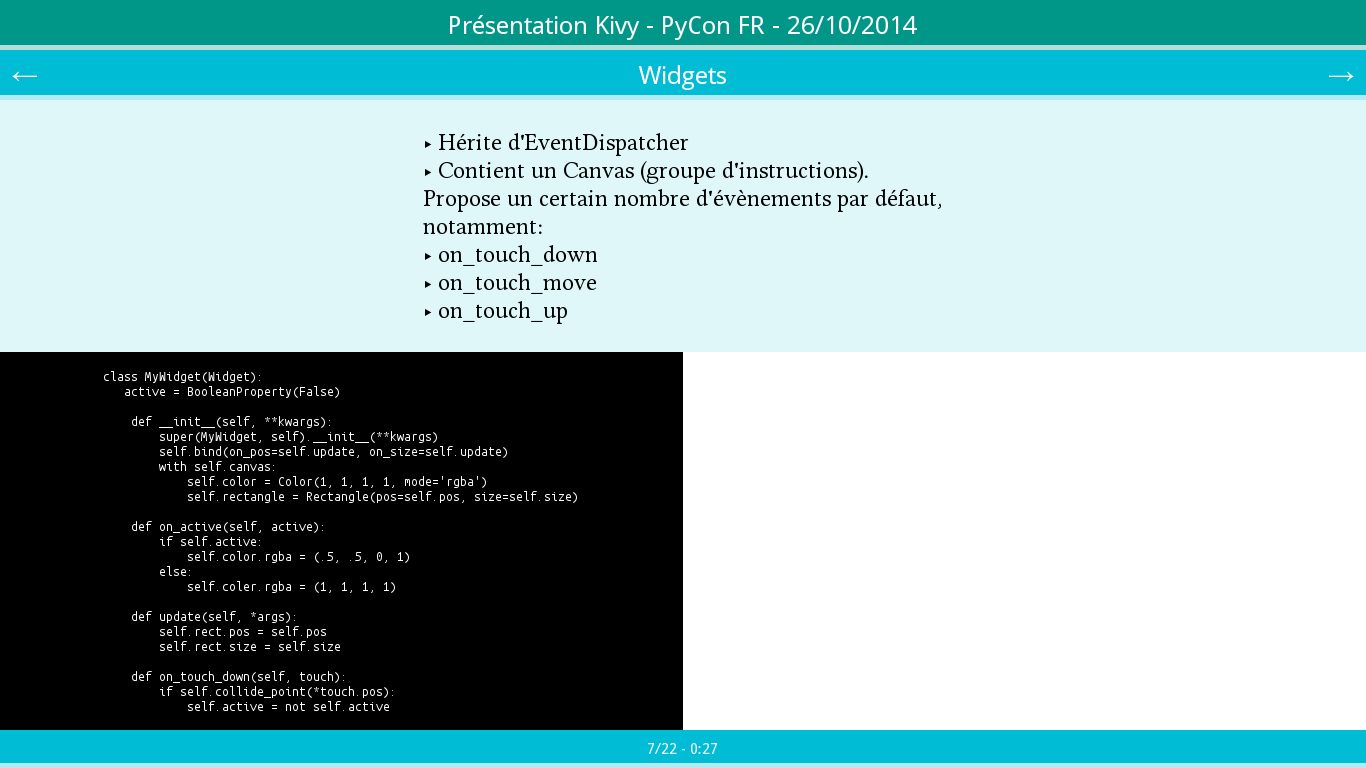 Présentation Kivy - PyCon FR - 26/10/2014
← Widgets →
‣ Hérite d'EventDispatcher
‣ Contient un Canvas (groupe d'instructions).
Propose un certain nombre d'évènements par défaut,
notamment:
‣ on_touch_down
‣ on_touch_move
‣ on_touch_up
class MyWidget(Widget):
   active = BooleanProperty(False)

    def __init__(self, **kwargs):
        super(MyWidget, self).__init__(**kwargs)
        self.bind(on_pos=self.update, on_size=self.update)
        with self.canvas:
            self.color = Color(1, 1, 1, 1, mode='rgba')
            self.rectangle = Rectangle(pos=self.pos, size=self.size)

    def on_active(self, active):
        if self.active:
            self.color.rgba = (.5, .5, 0, 1)
        else:
            self.coler.rgba = (1, 1, 1, 1)

    def update(self, *args):
        self.rect.pos = self.pos
        self.rect.size = self.size

    def on_touch_down(self, touch):
        if self.collide_point(*touch.pos):
            self.active = not self.active
7/22 - 0:27